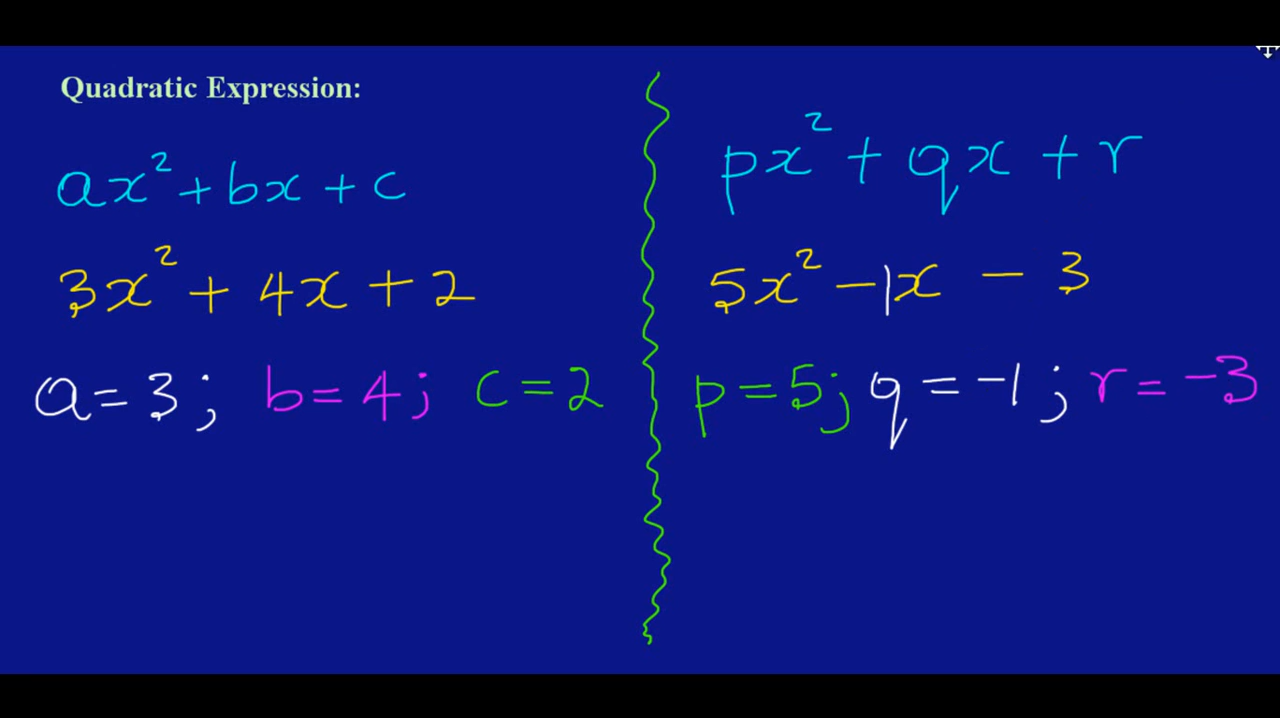 Quadratic Expression:
ax² + bx + c
3x² + 4x + 2
a = 3; b = 4; c = 2
px² + qx + r
5x² - 1x - 3
p = 5; q = -1; r = -3